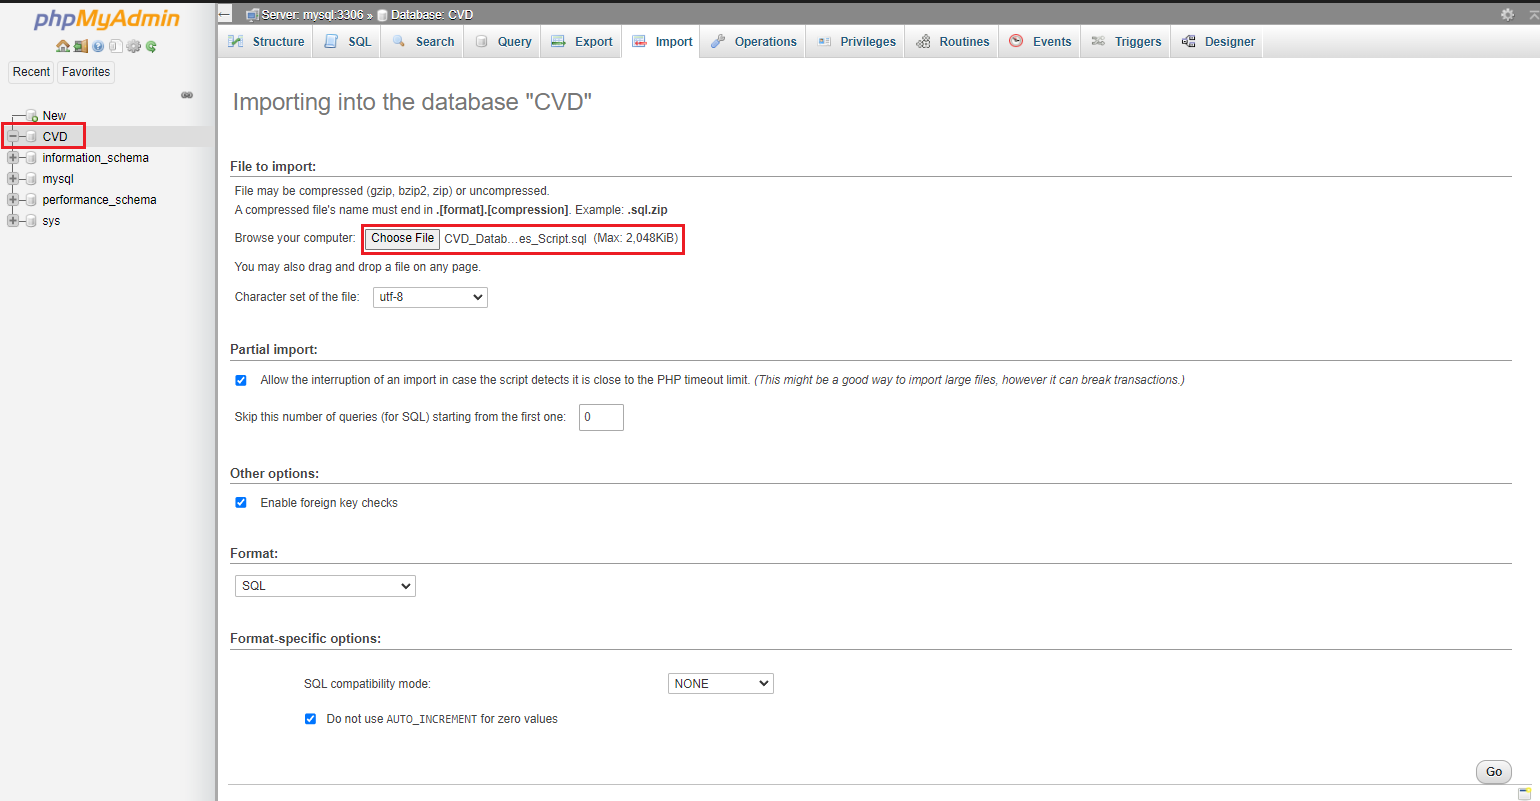 phpMyAdmin
Recent Favorites
New
CVD
information_schema
mysql
performance_schema
sys
Server: mysql:3306 » Database: CVD
Structure SQL Search Query Export Import Operations Privileges Routines Events Triggers Designer
Importing into the database "CVD"
File to import:
File may be compressed (gzip, bzip2, zip) or uncompressed.
A compressed file's name must end in .[format].[compression]. Example: .sql.zip
Browse your computer: Choose File CVD_Datab...es_Script.sql (Max: 2,048KiB)
You may also drag and drop a file on any page.
Character set of the file: utf-8
Partial import:
Allow the interruption of an import in case the script detects it is close to the PHP timeout limit. (This might be a good way to import large files, however it can break transactions.)
Skip this number of queries (for SQL) starting from the first one: 0
Other options:
Enable foreign key checks
Format:
SQL
Format-specific options:
SQL compatibility mode: NONE
Do not use AUTO_INCREMENT for zero values
Go